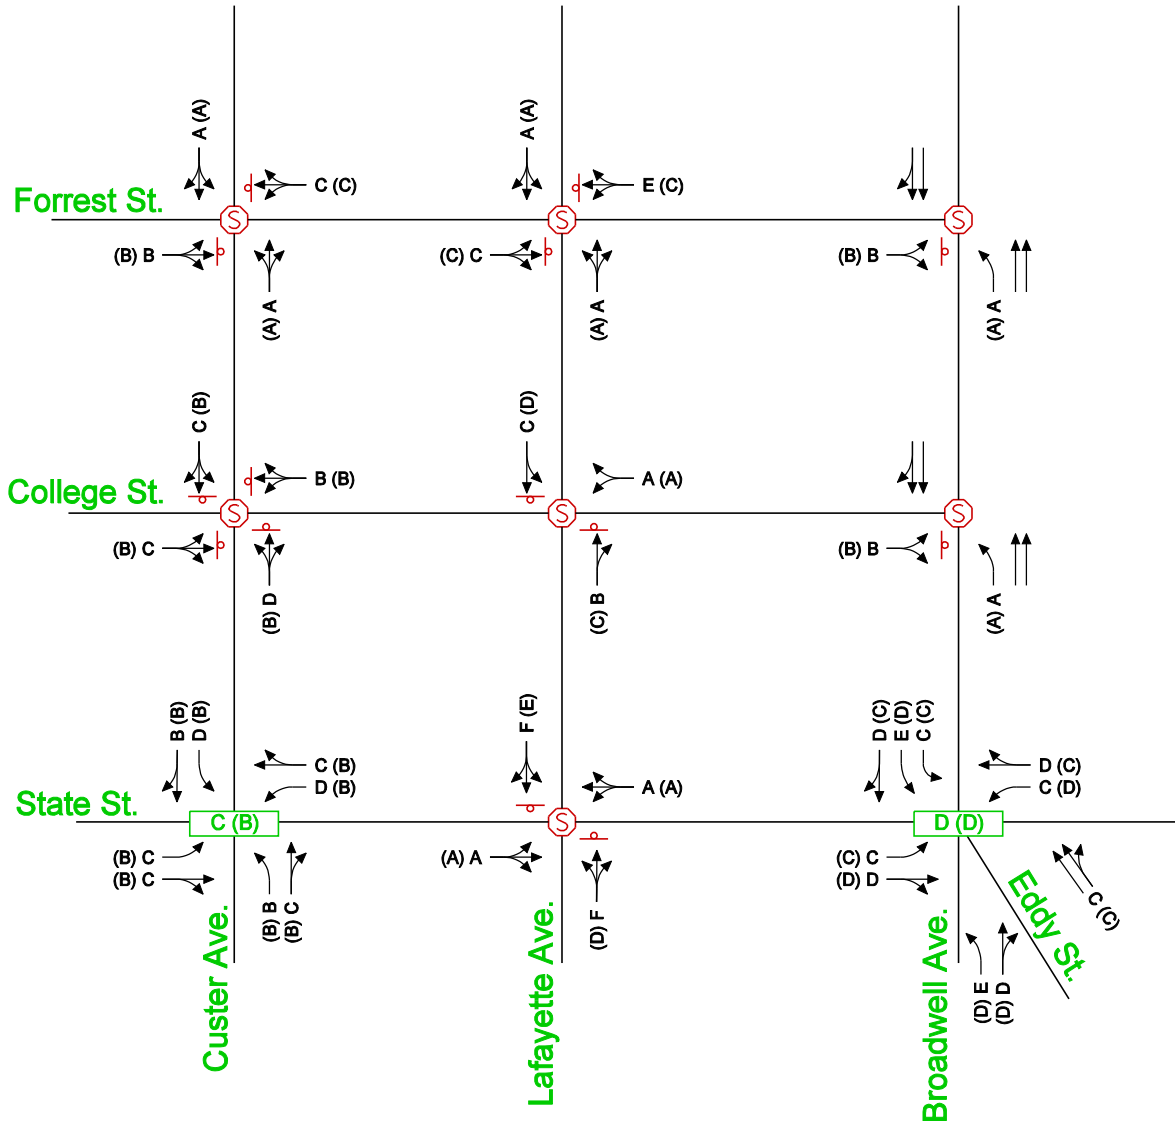 A (A)
A (A)
Forrest St.
C (C)
E (C)
S
S
S
(B) B
(C) C
(B) B
(A) A
(A) A
(A) A
C (B)
C (D)
College St.
B (B)
A (A)
S
S
S
(B) C
(B) B
(B) D
(C) B
(A) A
B (B)
D (B)
F (E)
D (C)
E (D)
C (C)
C (B)
D (B)
A (A)
D (C)
C (D)
State St.
C (B)
S
D (D)
(B) C
(B) C
(A) A
(C) C
(D) D
(B) B
(B) C
(D) F
C (C)
(D) E
(D) D
Custer Ave.
Lafayette Ave.
Broadwell Ave.
Eddy St.